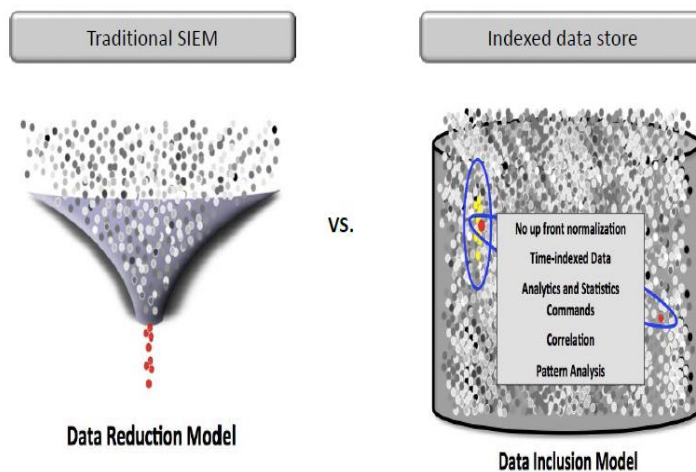 Traditional SIEM
Indexed data store
vs.
No up front normalization
Time-indexed Data
Analytics and Statistics
Commands
Correlation
Pattern Analysis
Data Reduction Model
Data Inclusion Model